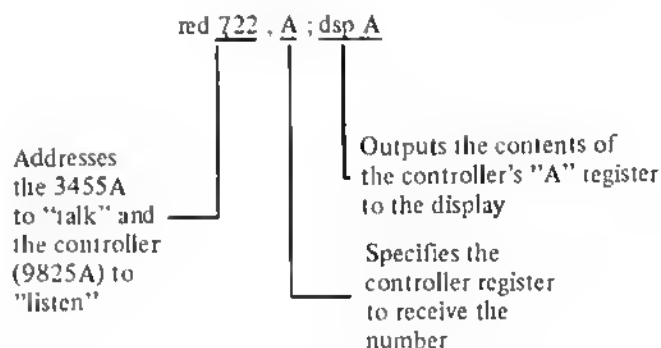 red 722 , A ; dsp A
Addresses
the 3455A
to "talk" and
the controller
(9825A) to
"listen"
Outputs the contents of
the controller's "A" register
to the display
Specifies the
controller register
to receive the
number